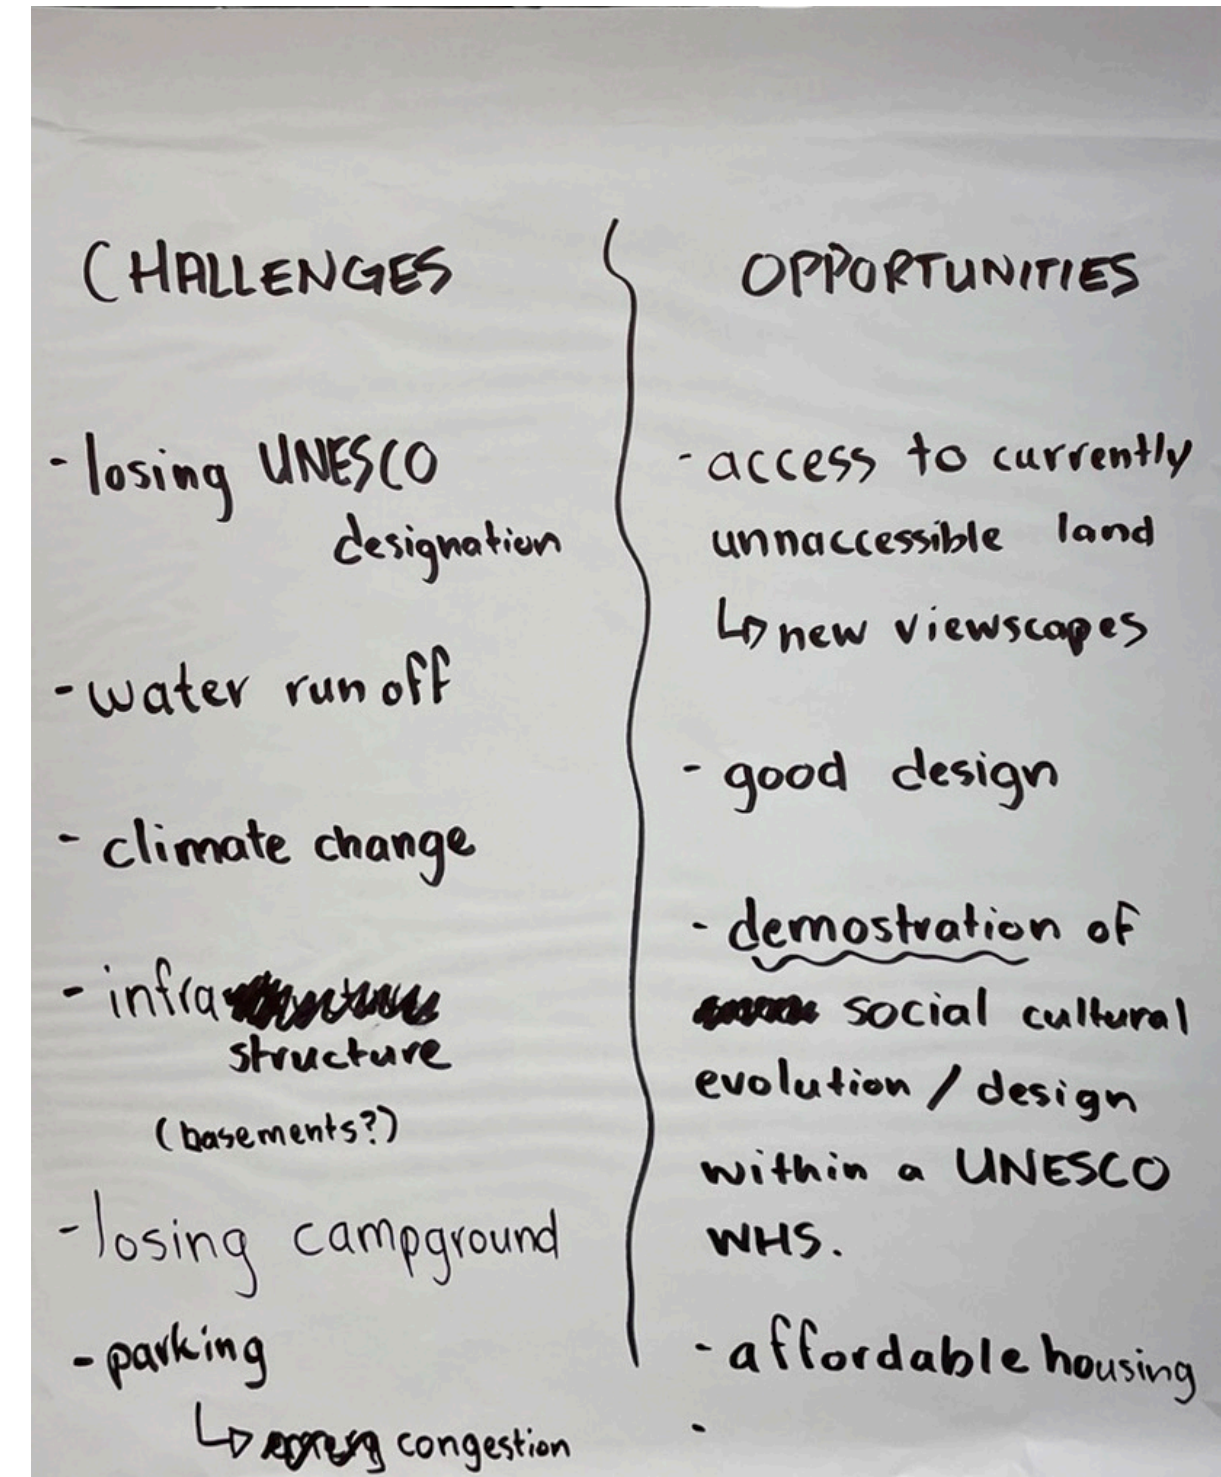 CHALLENGES
- losing UNESCO
designation
- water run off
- climate change
- infra
structure
(basements?)
- losing campground
- parking
↳ congestion
OPPORTUNITIES
- access to currently
unnaccessible land
↳ new viewscapes
- good design
- demostration of
social cultural
evolution / design
within a UNESCO
WHS.
- affordable housing
-